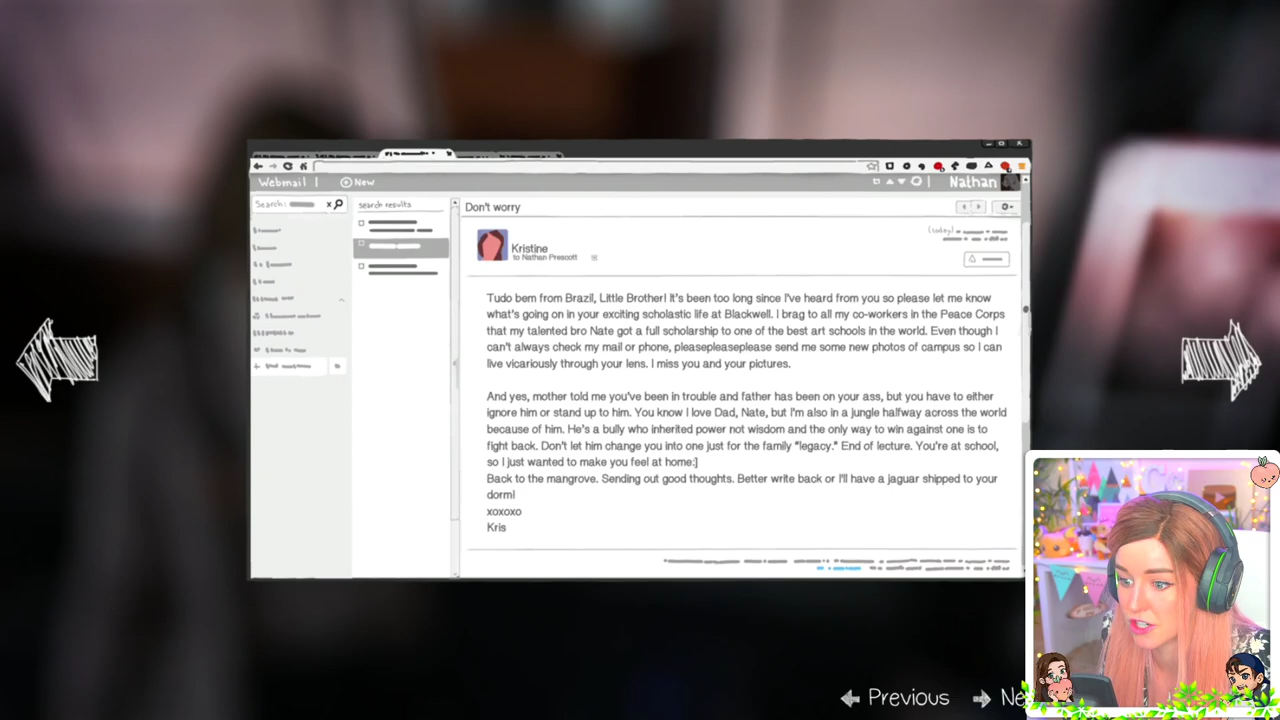 Webmail | New
Nathan
Search: x
search results
Don't worry
Kristine
to Nathan Prescott
(today)
Tudo bem from Brazil, Little Brother! It's been too long since I've heard from you so please let me know
what's going on in your exciting scholastic life at Blackwell. I brag to all my co-workers in the Peace Corps
that my talented bro Nate got a full scholarship to one of the best art schools in the world. Even though I
can't always check my mail or phone, pleasepleaseplease send me some new photos of campus so I can
live vicariously through your lens. I miss you and your pictures.
And yes, mother told me you've been in trouble and father has been on your ass, but you have to either
ignore him or stand up to him. You know I love Dad, Nate, but I'm also in a jungle halfway across the world
because of him. He's a bully who inherited power not wisdom and the only way to win against one is to
fight back. Don't let him change you into one just for the family "legacy." End of lecture. You're at school,
so I just wanted to make you feel at home:]
Back to the mangrove. Sending out good thoughts. Better write back or I'll have a jaguar shipped to your
dorm!
xoxoxo
Kris
Previous